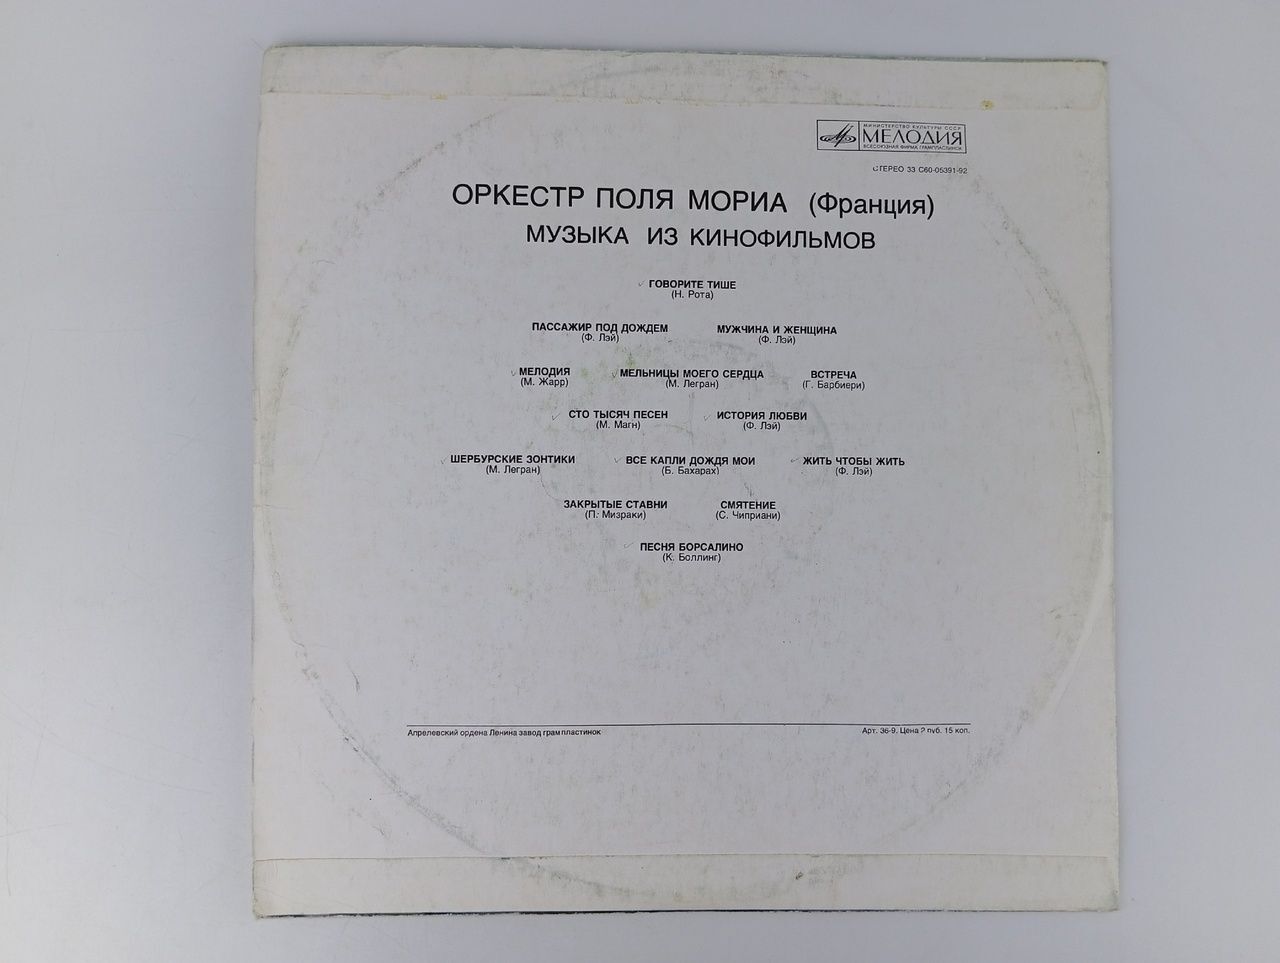 МИНИСТЕРСТВО КУЛЬТУРЫ СССР
МЕЛОДИЯ
ВСЕСОЮЗНАЯ ФИРМА ГРАМПЛАСТИНОК
СТЕРЕО 33 С60-05391-92
ОРКЕСТР ПОЛЯ МОРИА (Франция)
МУЗЫКА ИЗ КИНОФИЛЬМОВ
ГОВОРИТЕ ТИШЕ
(Н. Рота)
ПАССАЖИР ПОД ДОЖДЕМ МУЖЧИНА И ЖЕНЩИНА
(Ф. Лэй) (Ф. Лэй)
МЕЛОДИЯ МЕЛЬНИЦЫ МОЕГО СЕРДЦА ВСТРЕЧА
(М. Жарр) (М. Легран) (Г. Барбиери)
СТО ТЫСЯЧ ПЕСЕН ИСТОРИЯ ЛЮБВИ
(М. Магн) (Ф. Лэй)
ШЕРБУРСКИЕ ЗОНТИКИ ВСЕ КАПЛИ ДОЖДЯ МОИ ЖИТЬ ЧТОБЫ ЖИТЬ
(М. Легран) (Б. Бахарах) (Ф. Лэй)
ЗАКРЫТЫЕ СТАВНИ СМЯТЕНИЕ
(П. Мизраки) (С. Чиприани)
ПЕСНЯ БОРСАЛИНО
(К. Боллинг)
Апрелевский ордена Ленина завод грампластинок Арт. 36-9. Цена 2 руб. 15 коп.